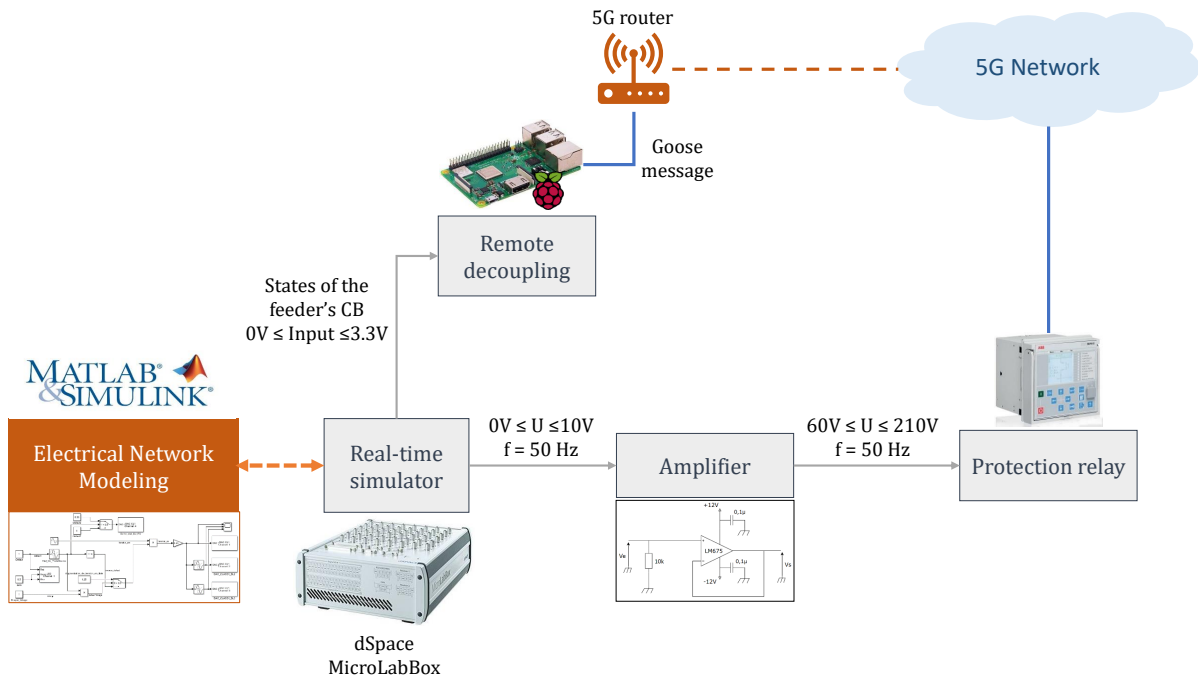 5G router
5G Network
Goose
message
Remote
decoupling
States of the
feeder's CB
0V ≤ Input ≤3.3V
MATLAB®
&SIMULINK®
Electrical Network
Modeling
Real-time
simulator
0V ≤ U ≤10V
f = 50 Hz
Amplifier
60V ≤ U ≤ 210V
f = 50 Hz
Protection relay
ABB
+12V
0,1µ
LM675
Ve
10k
Vs
0,1µ
-12V
dSpace
MicroLabBox